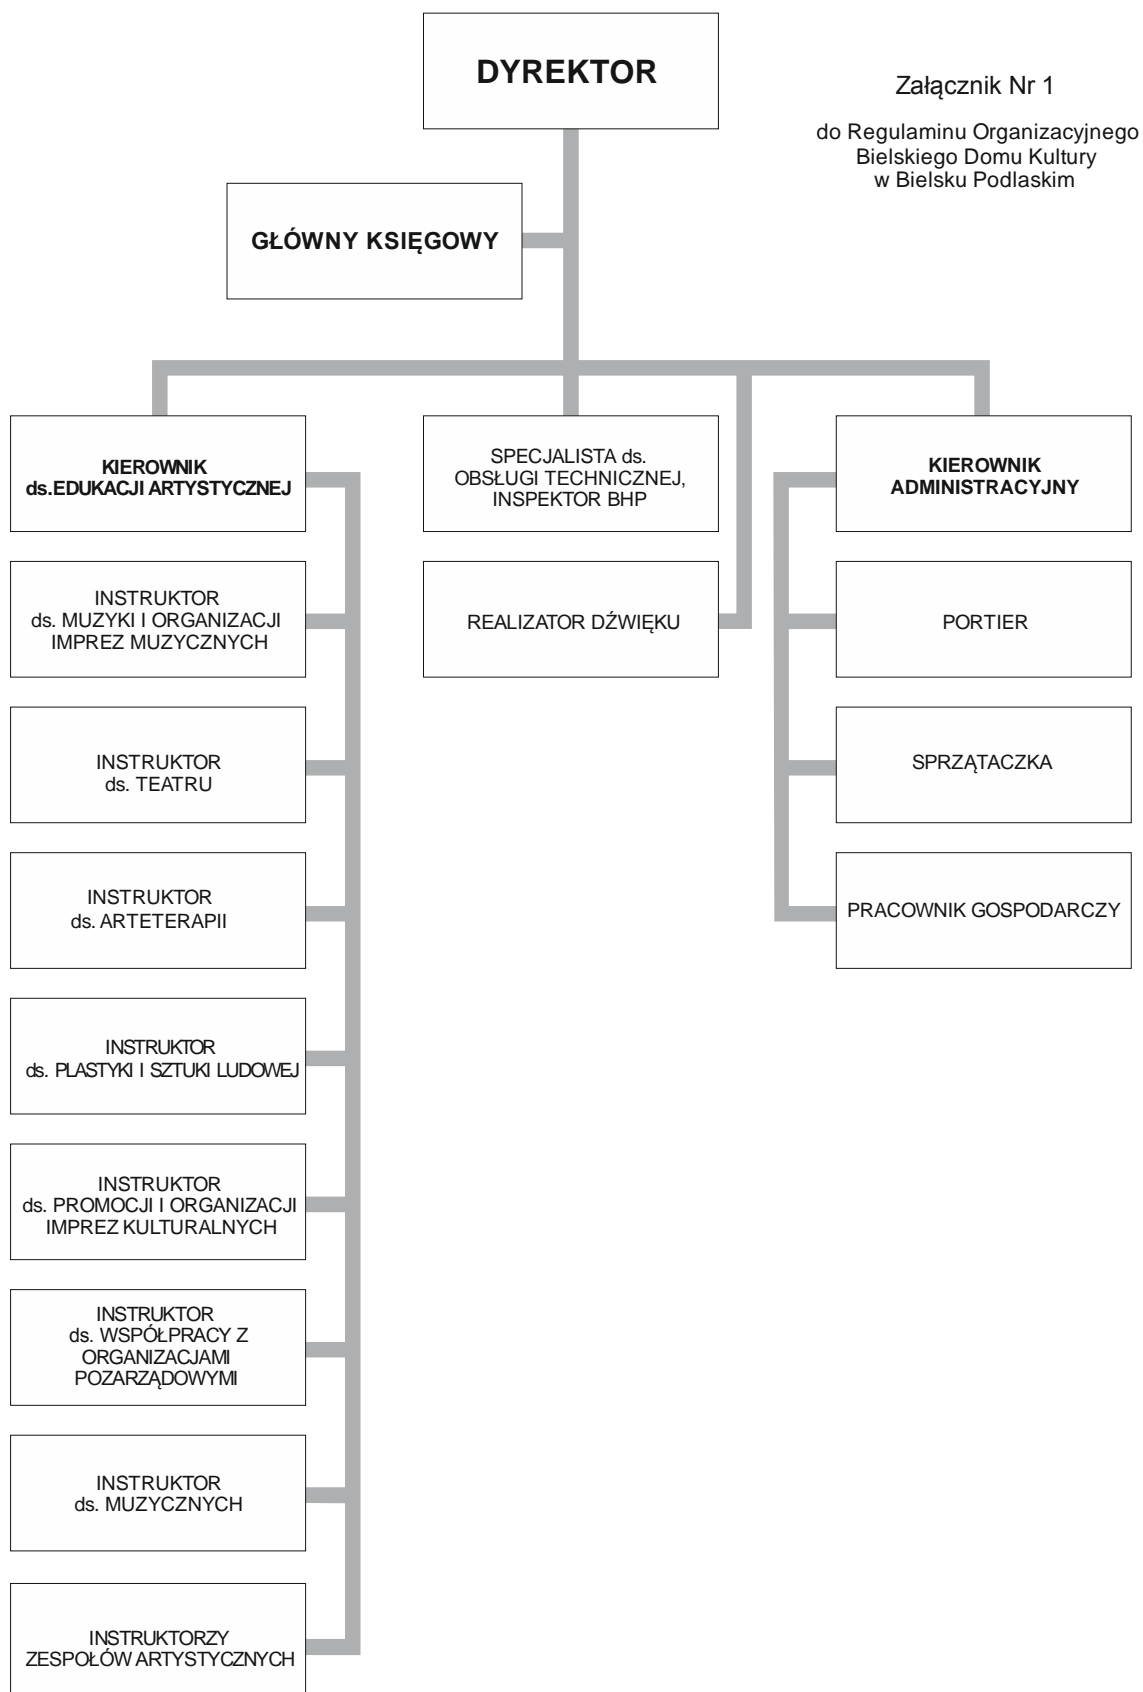 DYREKTOR
Załącznik Nr 1
do Regulaminu Organizacyjnego
Bielskiego Domu Kultury
w Bielsku Podlaskim
GŁÓWNY KSIĘGOWY
KIEROWNIK
ds.EDUKACJI ARTYSTYCZNEJ
INSTRUKTOR
ds. MUZYKI I ORGANIZACJI
IMPREZ MUZYCZNYCH
INSTRUKTOR
ds. TEATRU
INSTRUKTOR
ds. ARTETERAPII
INSTRUKTOR
ds. PLASTYKI I SZTUKI LUDOWEJ
INSTRUKTOR
ds. PROMOCJI I ORGANIZACJI
IMPREZ KULTURALNYCH
INSTRUKTOR
ds. WSPÓŁPRACY Z
ORGANIZACJAMI
POZARZĄDOWYMI
INSTRUKTOR
ds. MUZYCZNYCH
INSTRUKTORZY
ZESPOŁÓW ARTYSTYCZNYCH
SPECJALISTA ds.
OBSŁUGI TECHNICZNEJ,
INSPEKTOR BHP
REALIZATOR DŹWIĘKU
KIEROWNIK
ADMINISTRACYJNY
PORTIER
SPRZĄTACZKA
PRACOWNIK GOSPODARCZY